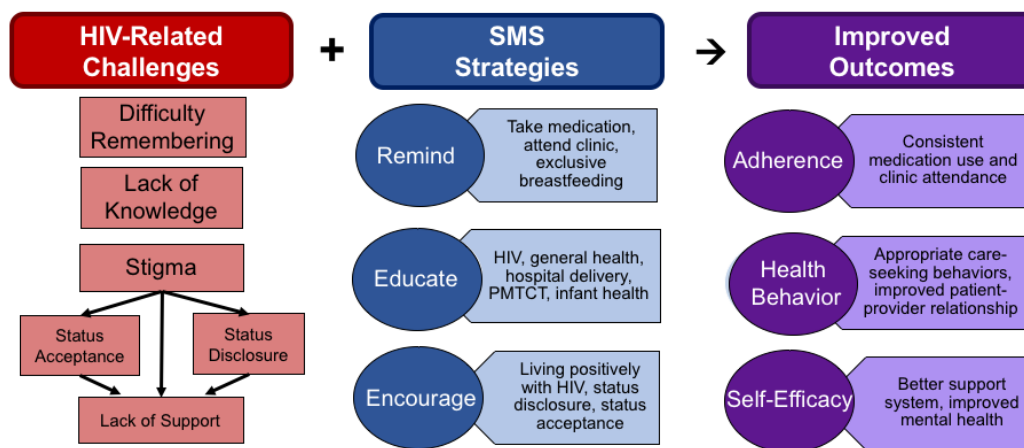 HIV-Related
Challenges
+
SMS
Strategies
Improved
Outcomes
Difficulty
Remembering
Lack of
Knowledge
Stigma
Status
Acceptance
Status
Disclosure
Lack of Support
Remind
Take medication,
attend clinic,
exclusive
breastfeeding
Educate
HIV, general health,
hospital delivery,
PMTCT, infant health
Encourage
Living positively
with HIV, status
disclosure, status
acceptance
Adherence
Consistent
medication use and
clinic attendance
Health
Behavior
Appropriate care-
seeking behaviors,
improved patient-
provider relationship
Self-Efficacy
Better support
system, improved
mental health